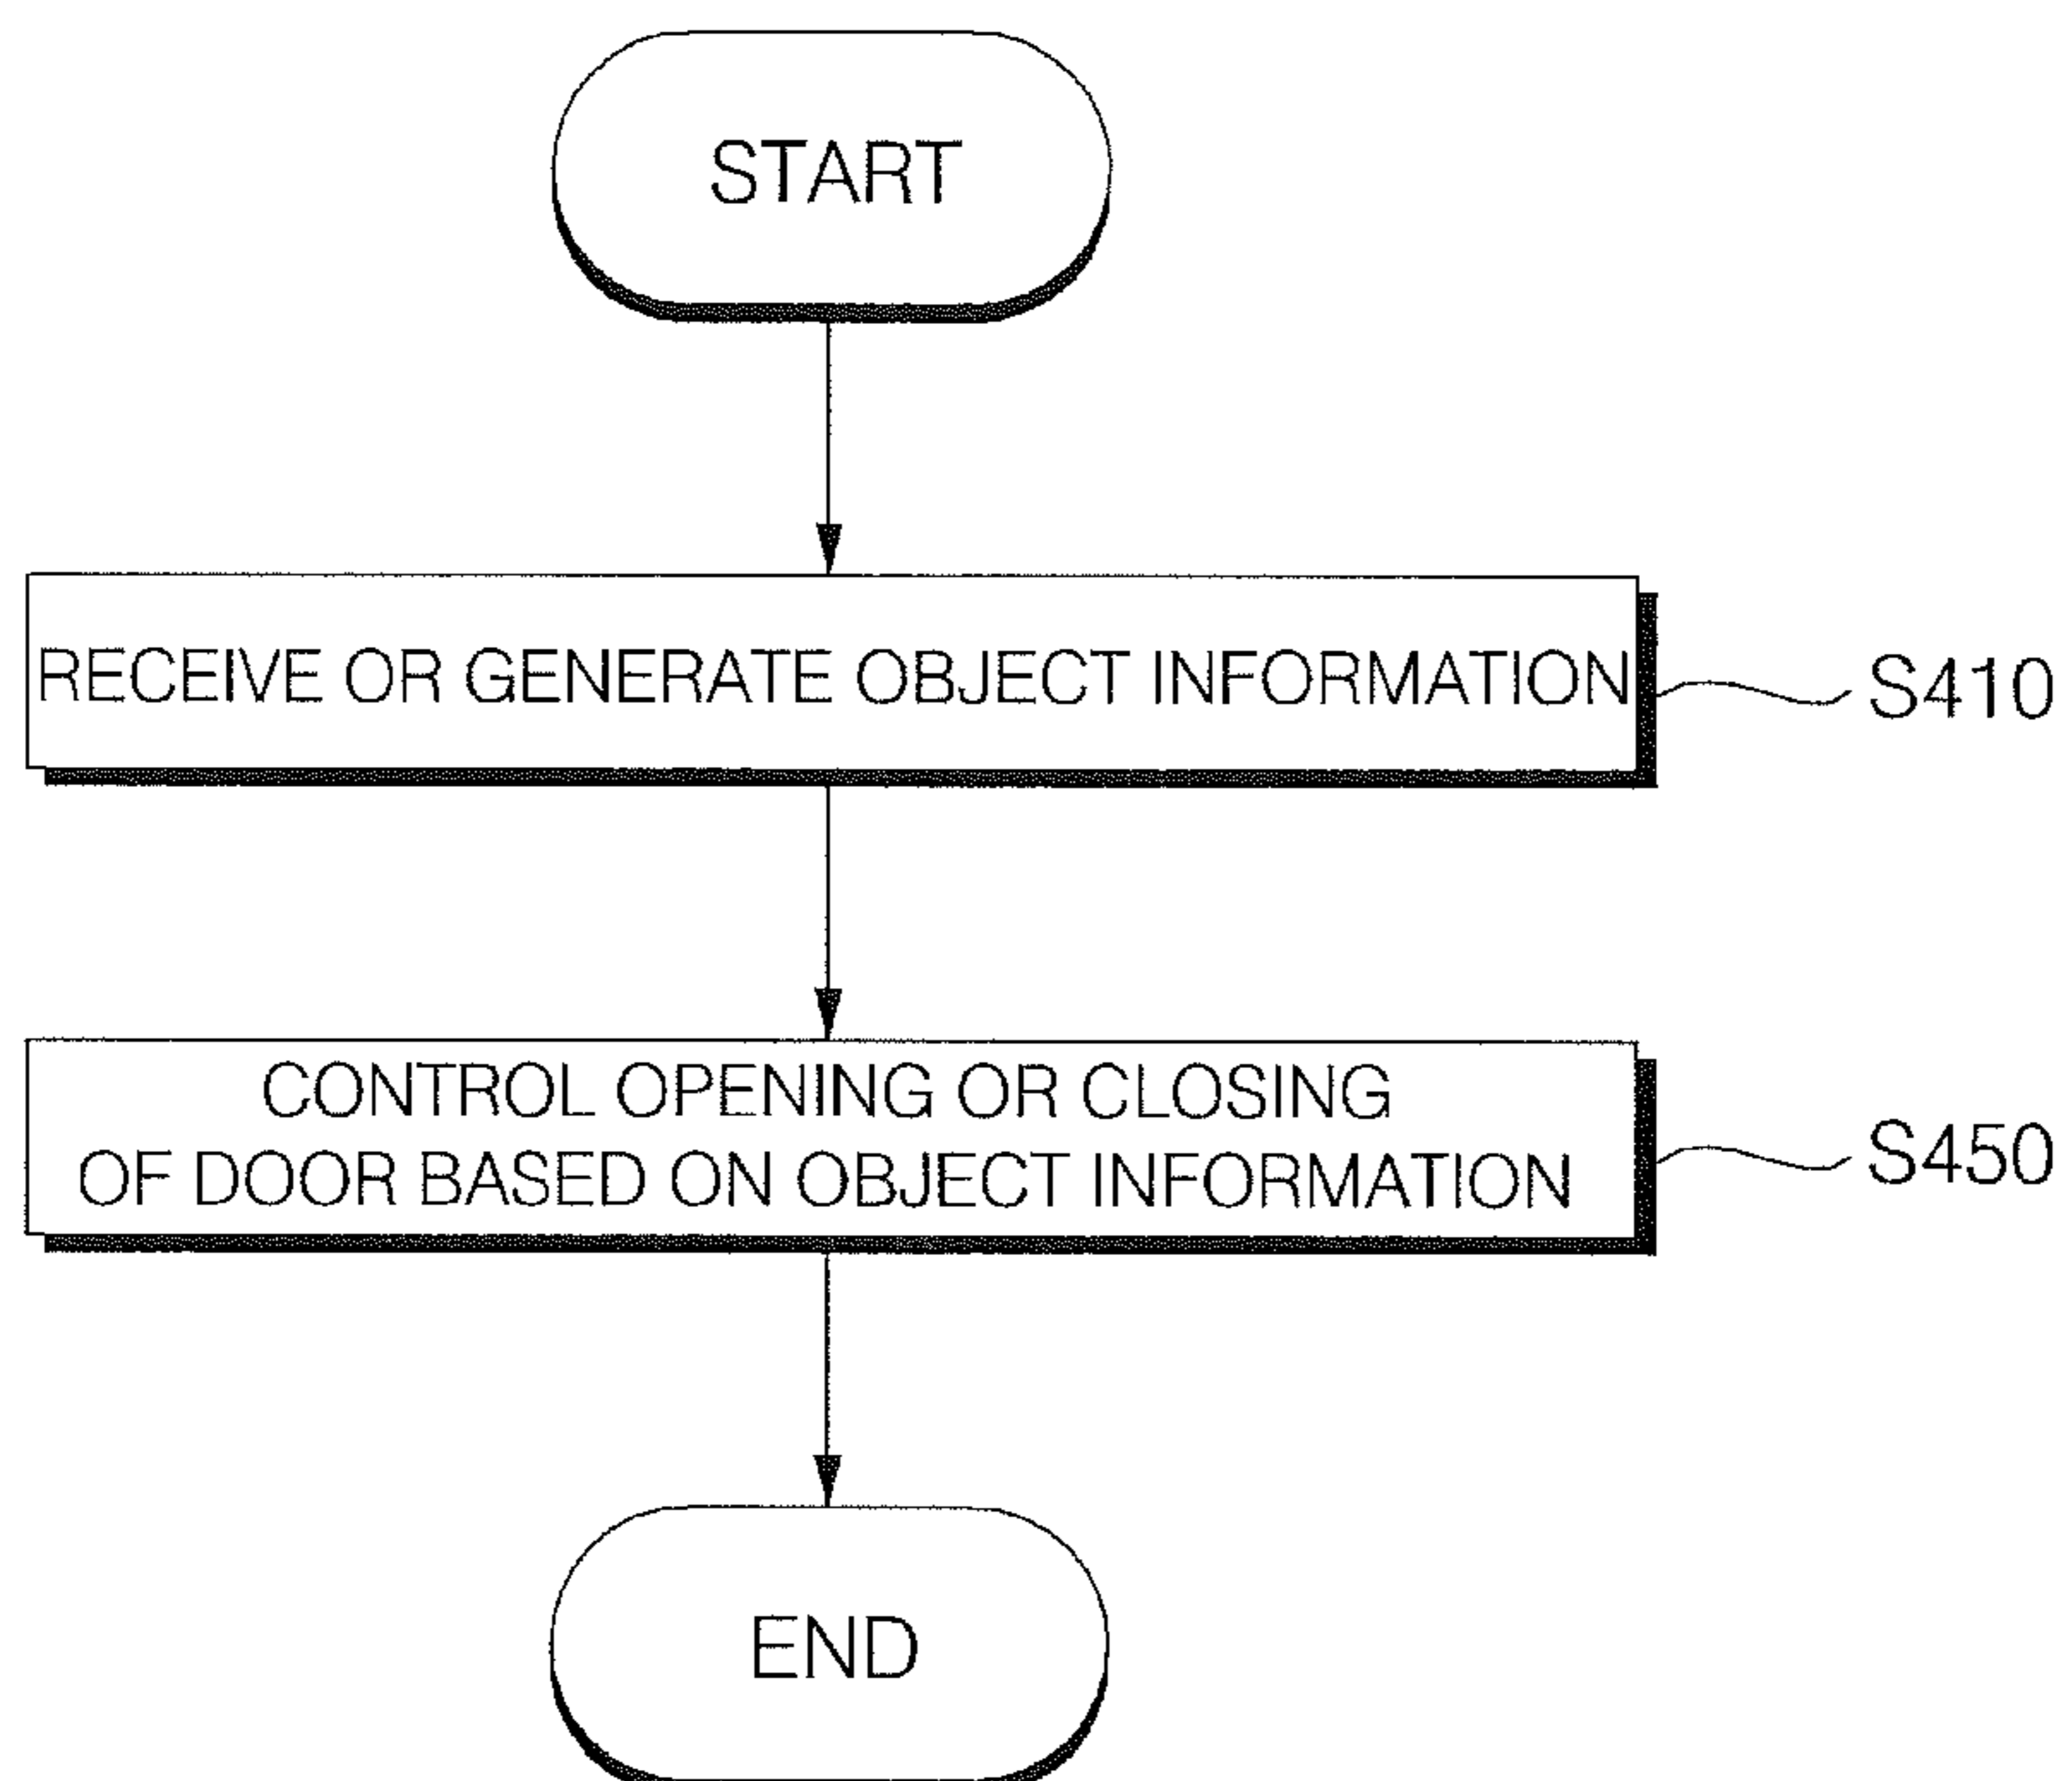 START
RECEIVE OR GENERATE OBJECT INFORMATION
S410
CONTROL OPENING OR CLOSING
OF DOOR BASED ON OBJECT INFORMATION
S450
END